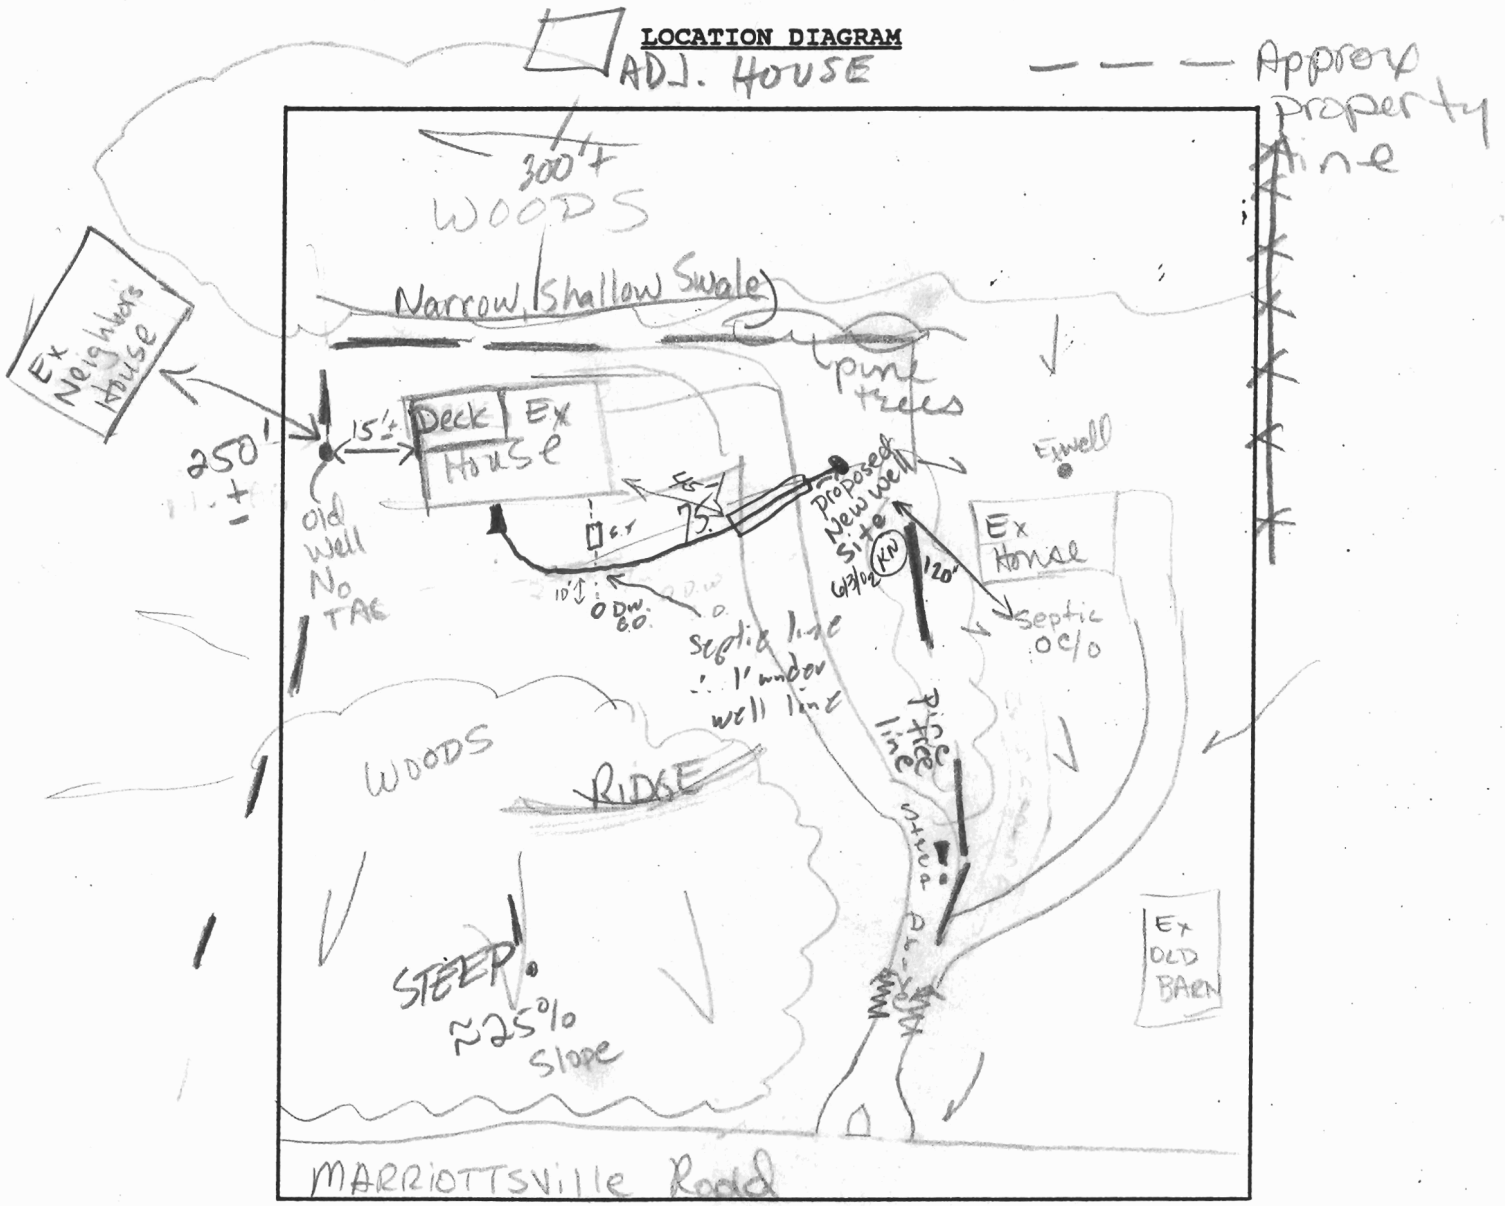 LOCATION DIAGRAM
ADJ. HOUSE
Approx
property
line
300'±
WOODS
Narrow, Shallow Swale
pine
trees
Ex
Neighbor's
House
250'
±
15'±
Deck
Ex
House
Old
Well
No
TAG
Ex well
proposed
New well
Site
KN
6/3/02
75'
S.T
10'
D.W.
C.O.
septic line
1' under
well line
120'
Ex
House
Septic
C/O
Pine
tree
line
WOODS
RIDGE
STEEP!
≈25%
Slope
Ex
OLD
BARN
MARRIOTTSVille Road